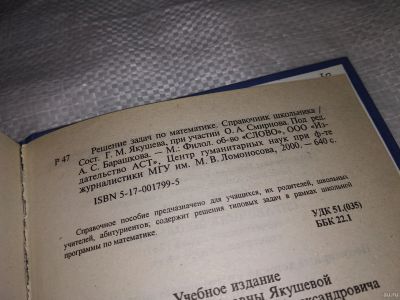 Р 47
Решение задач по математике. Справочник школьника /
Сост. Г. М. Якушева, при участии О. А. Смирнова. Под ред.
А. С. Барашкова. — М.: Филол. об-во «СЛОВО», ООО «Из-
дательство АСТ», Центр гуманитарных наук при ф-те
журналистики МГУ им. М. В. Ломоносова, 2000. — 640 с.
ISBN 5-17-001799-5
Справочное пособие предназначено для учащихся, их родителей, школьных
учителей, абитуриентов; содержит решения типовых задач в рамках школьной
программы по математике.
УДК 51(035)
ББК 22.1
Учебное издание
Якушевой